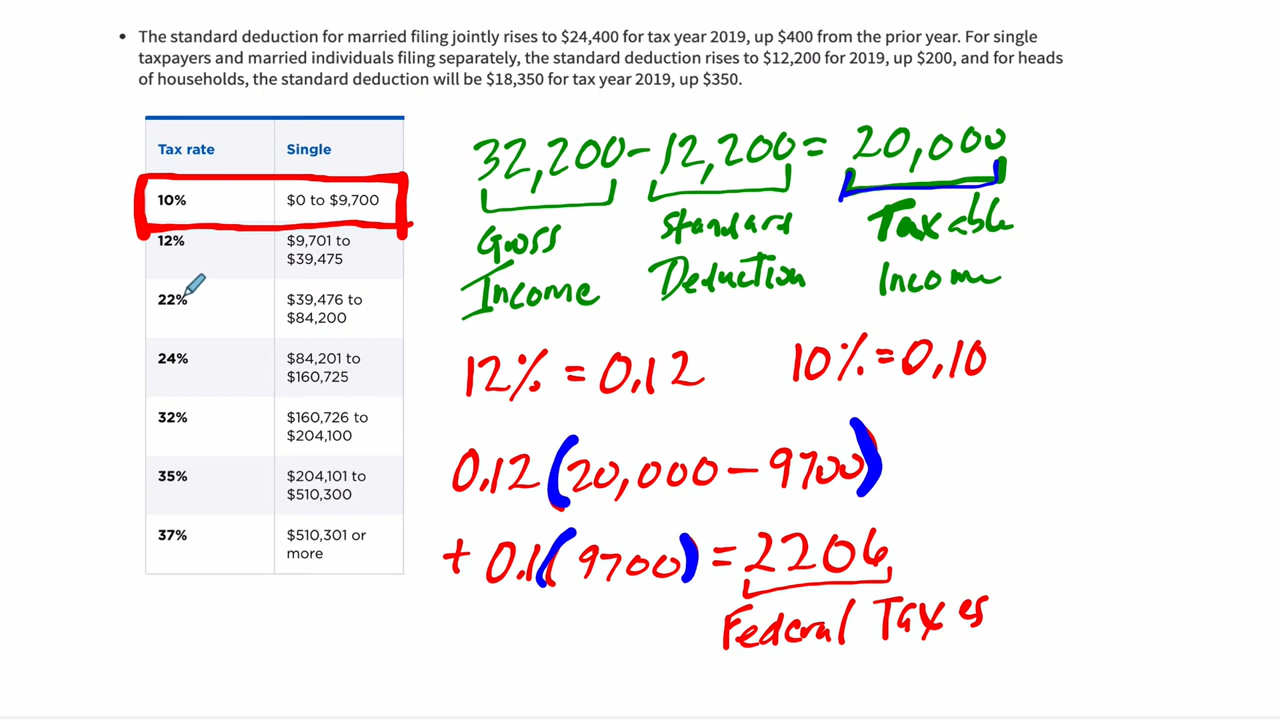 • The standard deduction for married filing jointly rises to $24,400 for tax year 2019, up $400 from the prior year. For single
taxpayers and married individuals filing separately, the standard deduction rises to $12,200 for 2019, up $200, and for heads
of households, the standard deduction will be $18,350 for tax year 2019, up $350.
Tax rate Single
10% $0 to $9,700
12% $9,701 to
$39,475
22% $39,476 to
$84,200
24% $84,201 to
$160,725
32% $160,726 to
$204,100
35% $204,101 to
$510,300
37% $510,301 or
more
32,200 - 12,200 = 20,000
Gross Standard Taxable
Income Deduction Income
12% = 0.12 10% = 0.10
0.12 (20,000 - 9700)
+ 0.1 (9700) = 2206
Federal Taxes